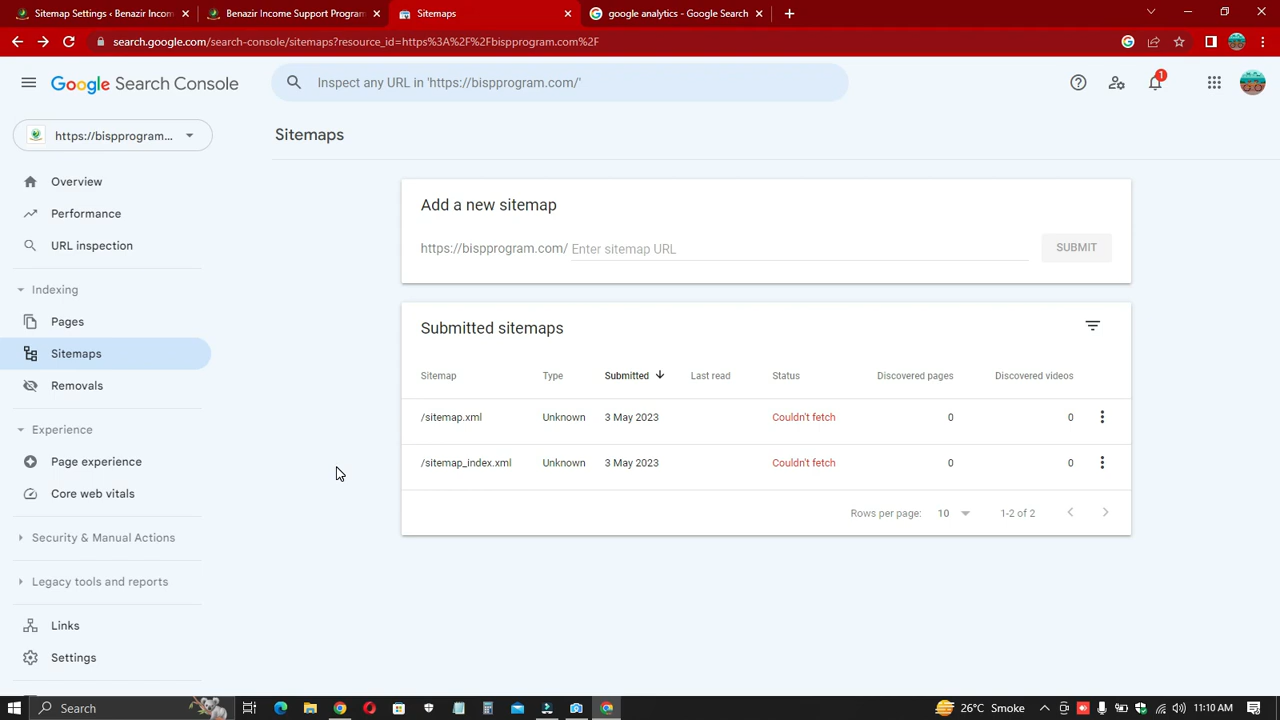 Sitemap Settings ‹ Benazir Incom
Benazir Income Support Program
Sitemaps
google analytics - Google Search
search.google.com/search-console/sitemaps?resource_id=https%3A%2F%2Fbispprogram.com%2F
Google Search Console
Inspect any URL in 'https://bispprogram.com/'
1
https://bispprogram...
Sitemaps
Overview
Performance
URL inspection
Indexing
Pages
Sitemaps
Removals
Experience
Page experience
Core web vitals
Security & Manual Actions
Legacy tools and reports
Links
Settings
Add a new sitemap
https://bispprogram.com/ Enter sitemap URL
SUBMIT
Submitted sitemaps
Sitemap Type Submitted Last read Status Discovered pages Discovered videos
/sitemap.xml Unknown 3 May 2023 Couldn't fetch 0 0
/sitemap_index.xml Unknown 3 May 2023 Couldn't fetch 0 0
Rows per page: 10 1-2 of 2
Search
26°C Smoke
11:10 AM